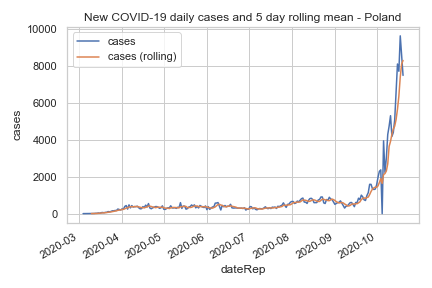 New COVID-19 daily cases and 5 day rolling mean - Poland
cases
cases (rolling)
10000
8000
6000
4000
2000
0
cases
2020-03
2020-04
2020-05
2020-06
2020-07
2020-08
2020-09
2020-10
dateRep